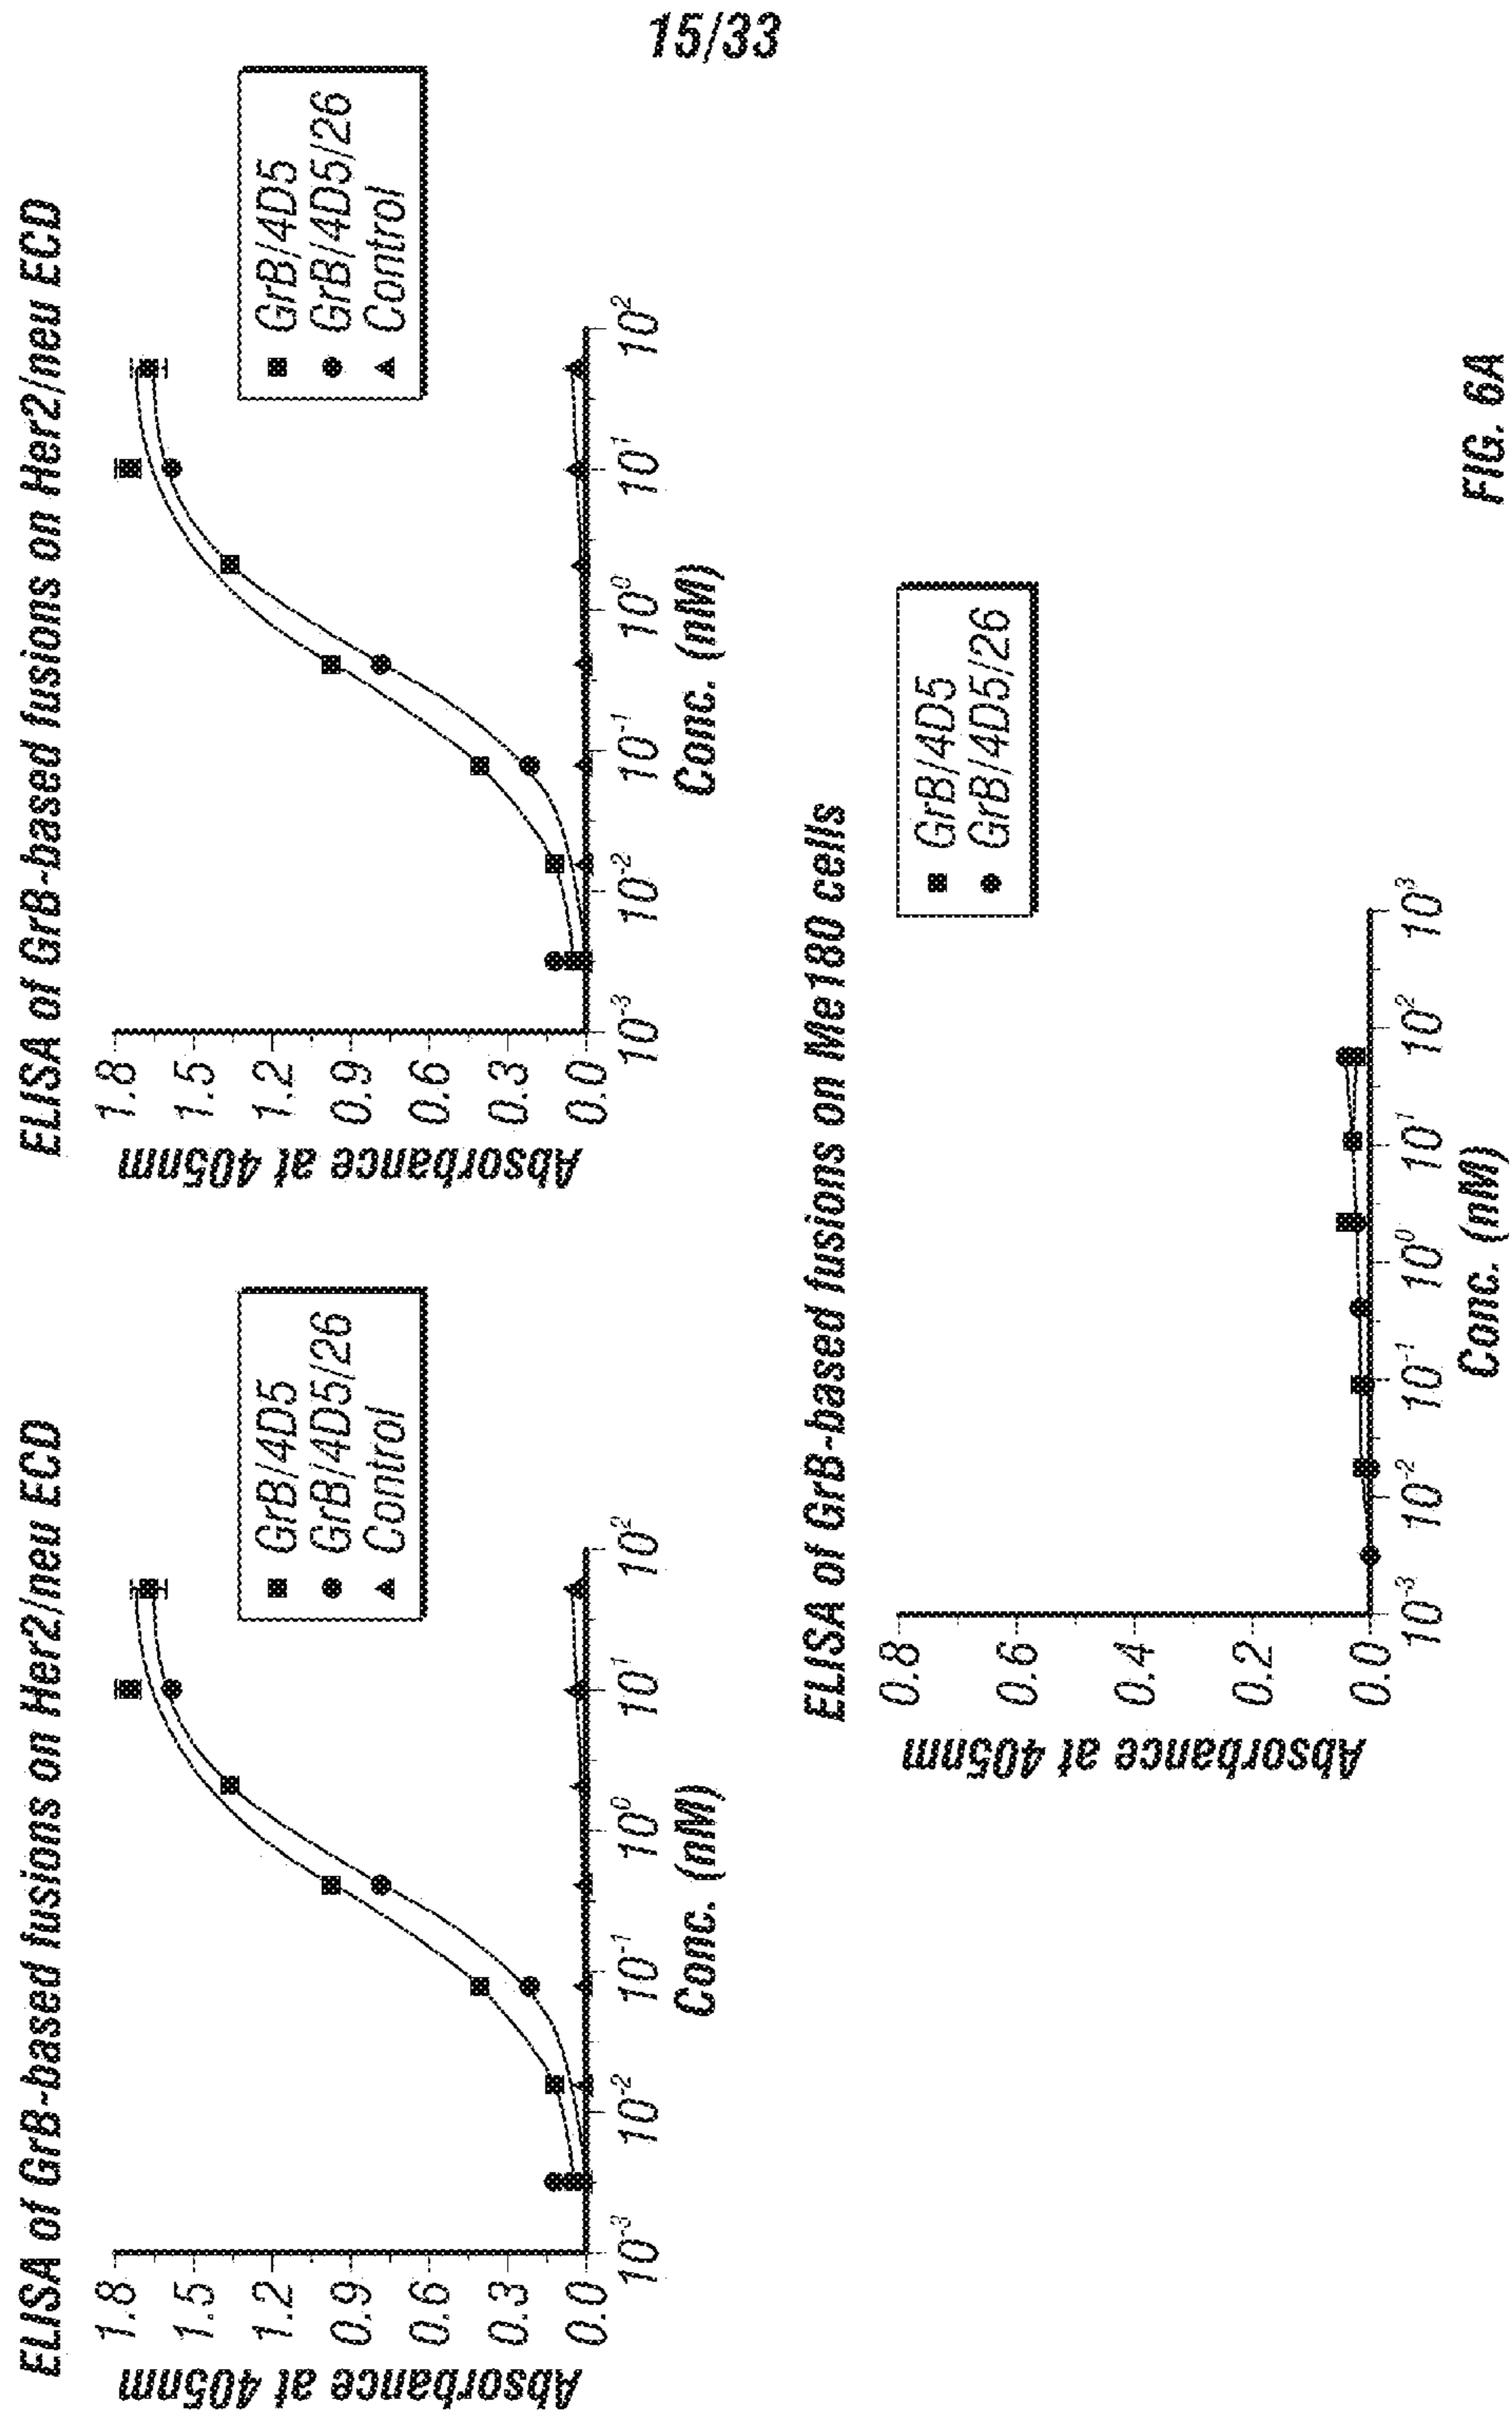 15/33
ELISA of GrB-based fusions on Her2/neu ECD
Absorbance at 405nm
1.8
1.5
1.2
0.9
0.6
0.3
0.0
10⁻³
10⁻²
10⁻¹
10⁰
10¹
10²
Conc. (nM)
GrB/4D5
GrB/4D5/26
Control
ELISA of GrB-based fusions on Her2/neu ECD
Absorbance at 405nm
1.8
1.5
1.2
0.9
0.6
0.3
0.0
10⁻³
10⁻²
10⁻¹
10⁰
10¹
10²
Conc. (nM)
GrB/4D5
GrB/4D5/26
Control
ELISA of GrB-based fusions on Me180 cells
Absorbance at 405nm
0.8
0.6
0.4
0.2
0.0
10⁻³
10⁻²
10⁻¹
10⁰
10¹
10²
10³
Conc. (nM)
GrB/4D5
GrB/4D5/26
FIG. 6A